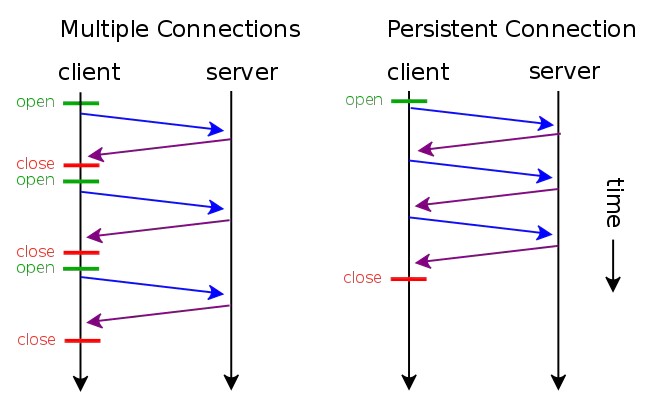 Multiple Connections
client
server
open
close
open
close
open
close
Persistent Connection
client
server
open
close
time